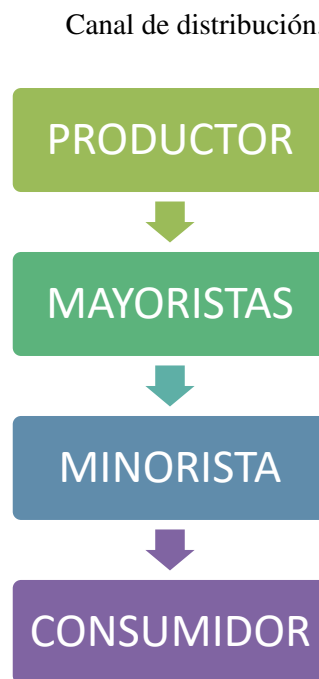 Canal de distribución.
PRODUCTOR
MAYORISTAS
MINORISTA
CONSUMIDOR